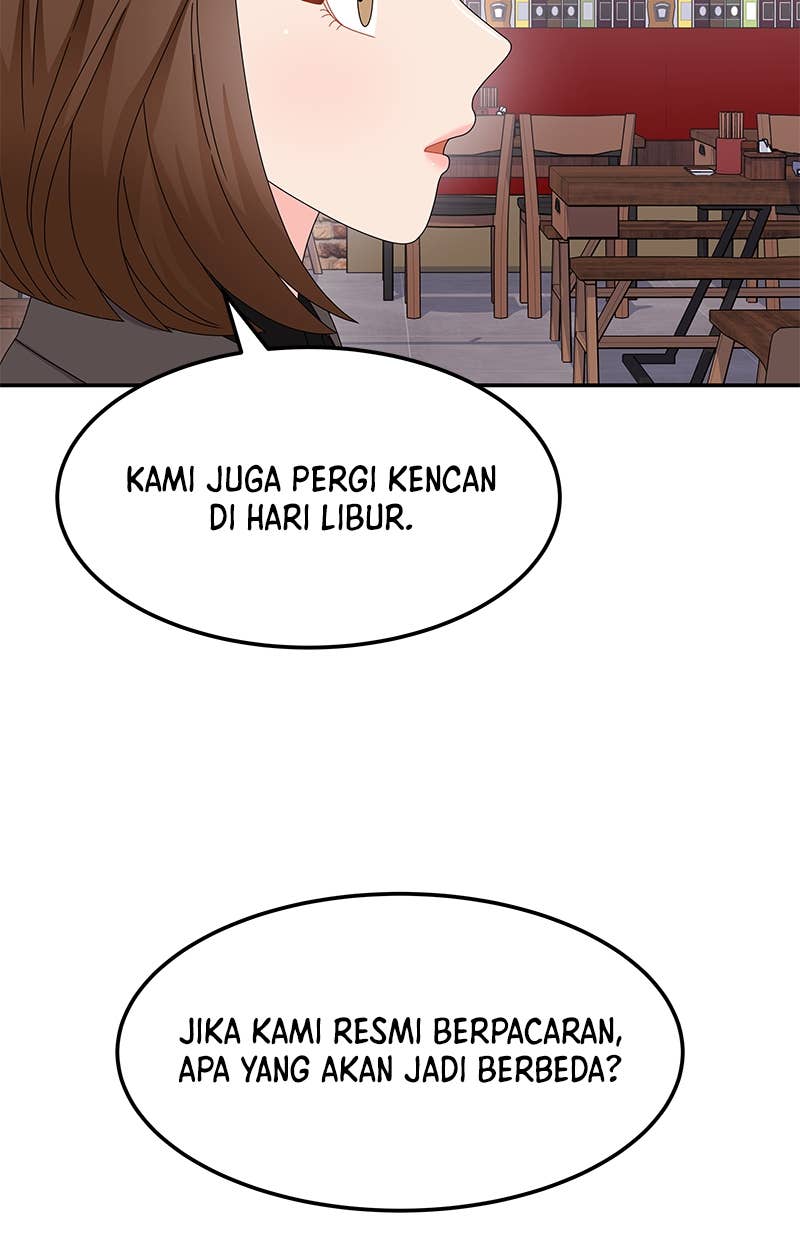 KAMI JUGA PERGI KENCAN
DI HARI LIBUR.
JIKA KAMI RESMI BERPACARAN,
APA YANG AKAN JADI BERBEDA?